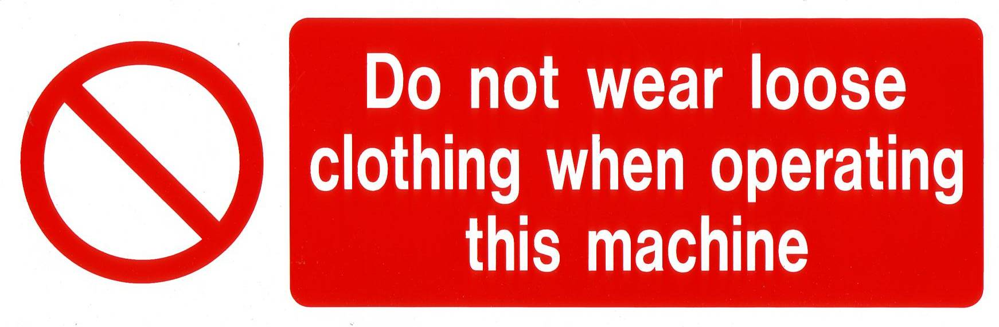 Do not wear loose
clothing when operating
this machine